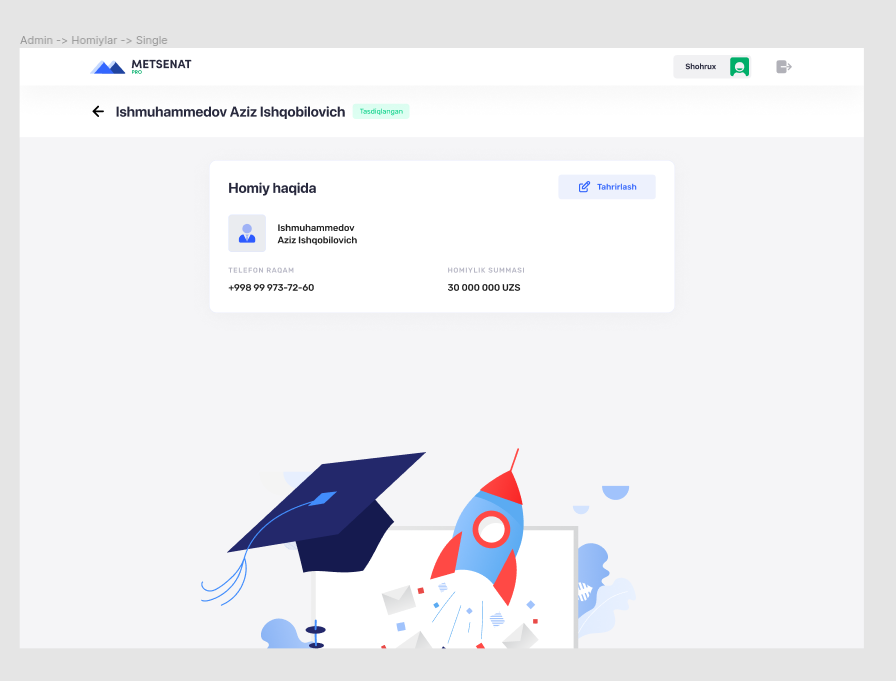 Admin -> Homiylar -> Single
METSENAT
PRO
Shohrux
Ishmuhammedov Aziz Ishqobilovich
Tasdiqlangan
Homiy haqida
Tahrirlash
Ishmuhammedov
Aziz Ishqobilovich
TELEFON RAQAM
HOMIYLIK SUMMASI
+998 99 973-72-60
30 000 000 UZS